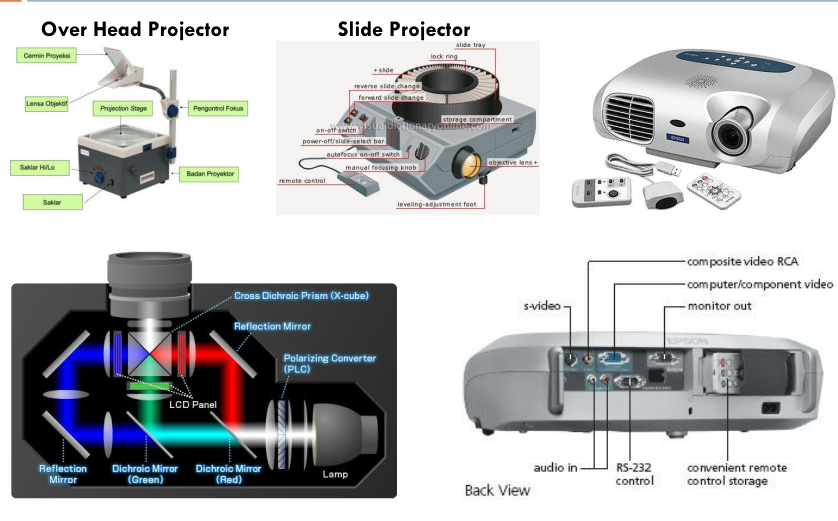 Over Head Projector
Slide Projector
Cermin Proyeksi
Lensa Objektif
Projection Stage
Pengontrol Fokus
Saklar Hi/Lo
Badan Proyektor
Saklar
slide tray
lock ring
+ slide
reverse slide change
forward slide change
storage compartment
on-off switch
power-off/slide-select bar
autofocus on-off switch
manual focusing knob
objective lens +
remote control
leveling-adjustment foot
EPSON
Cross Dichroic Prism (X-cube)
Reflection Mirror
Polarizing Converter
(PLC)
LCD Panel
Reflection
Mirror
Dichroic Mirror
(Green)
Dichroic Mirror
(Red)
Lamp
composite video RCA
computer/component video
s-video
monitor out
EPSON
audio in
RS-232
control
convenient remote
control storage
Back View